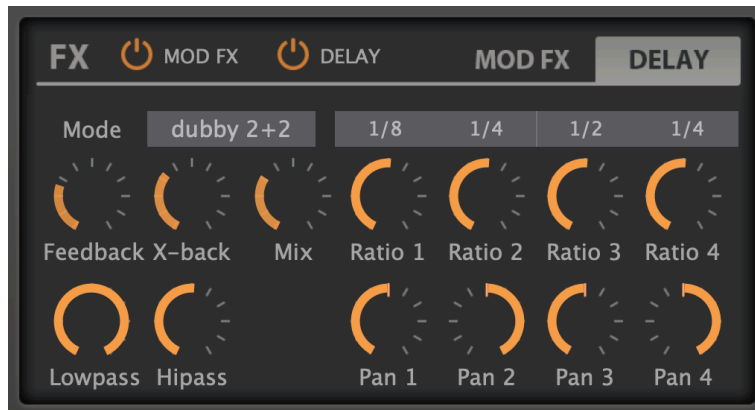 FX MOD FX DELAY MOD FX DELAY
Mode dubby 2+2 1/8 1/4 1/2 1/4
Feedback X-back Mix Ratio 1 Ratio 2 Ratio 3 Ratio 4
Lowpass Hipass Pan 1 Pan 2 Pan 3 Pan 4